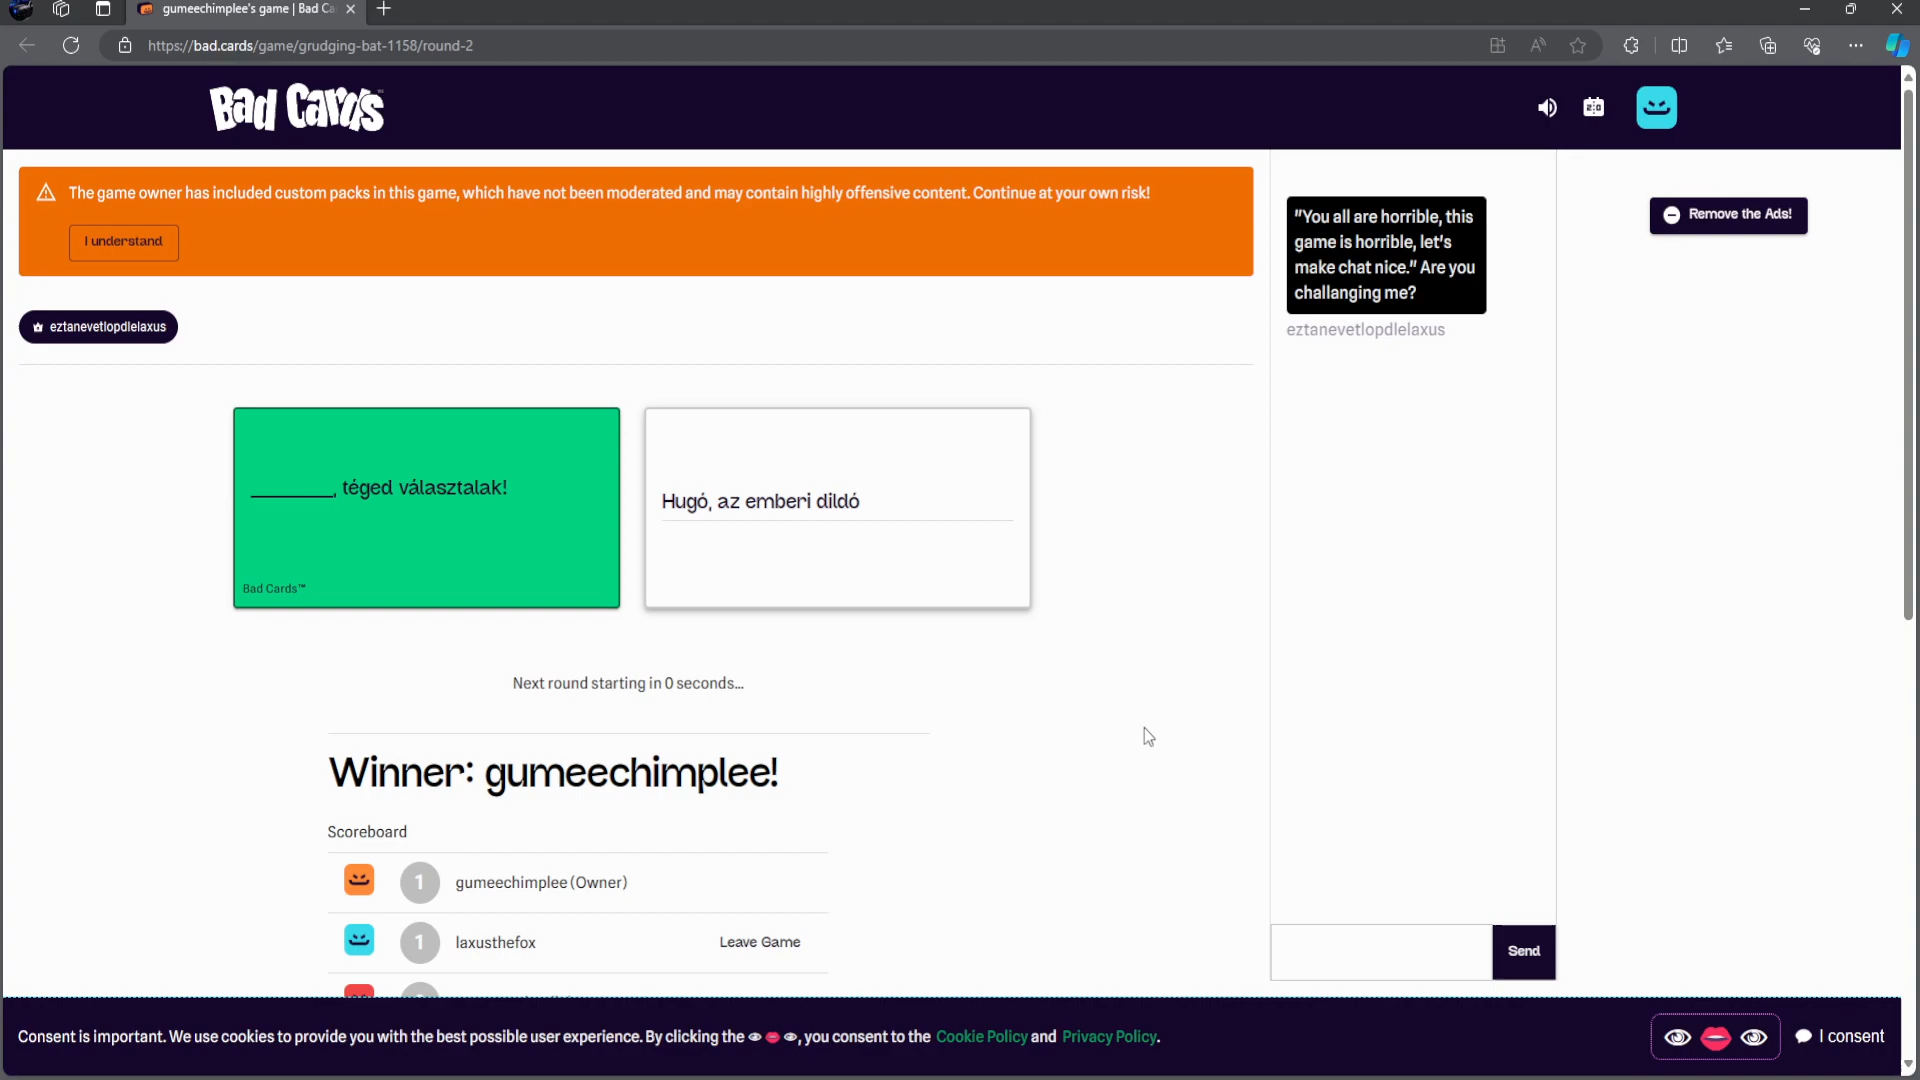 gumeechimplee's game | Bad Ca
https://bad.cards/game/grudging-bat-1158/round-2
Bad Cards
2:0
The game owner has included custom packs in this game, which have not been moderated and may contain highly offensive content. Continue at your own risk!
I understand
eztanevetlopdlelaxus
"You all are horrible, this
game is horrible, let's
make chat nice." Are you
challanging me?
eztanevetlopdlelaxus
Remove the Ads!
________, téged választalak!
Bad Cards™
Hugó, az emberi dildó
Next round starting in 0 seconds...
Winner: gumeechimplee!
Scoreboard
1 gumeechimplee (Owner)
1 laxusthefox Leave Game
Send
Consent is important. We use cookies to provide you with the best possible user experience. By clicking the 👁👄👁, you consent to the Cookie Policy and Privacy Policy.
I consent